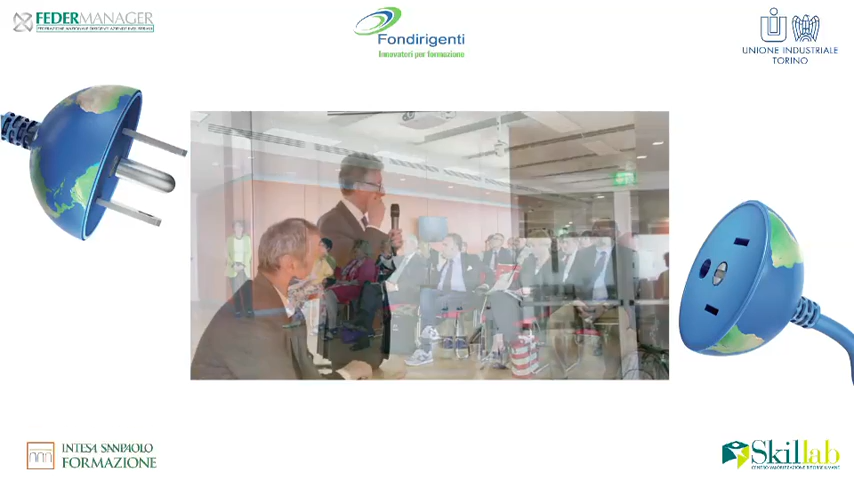 FEDERMANAGER
Fondirigenti
Innovatori per formazione
UNIONE INDUSTRIALE
TORINO
INTESA SANPAOLO
FORMAZIONE
Skillab